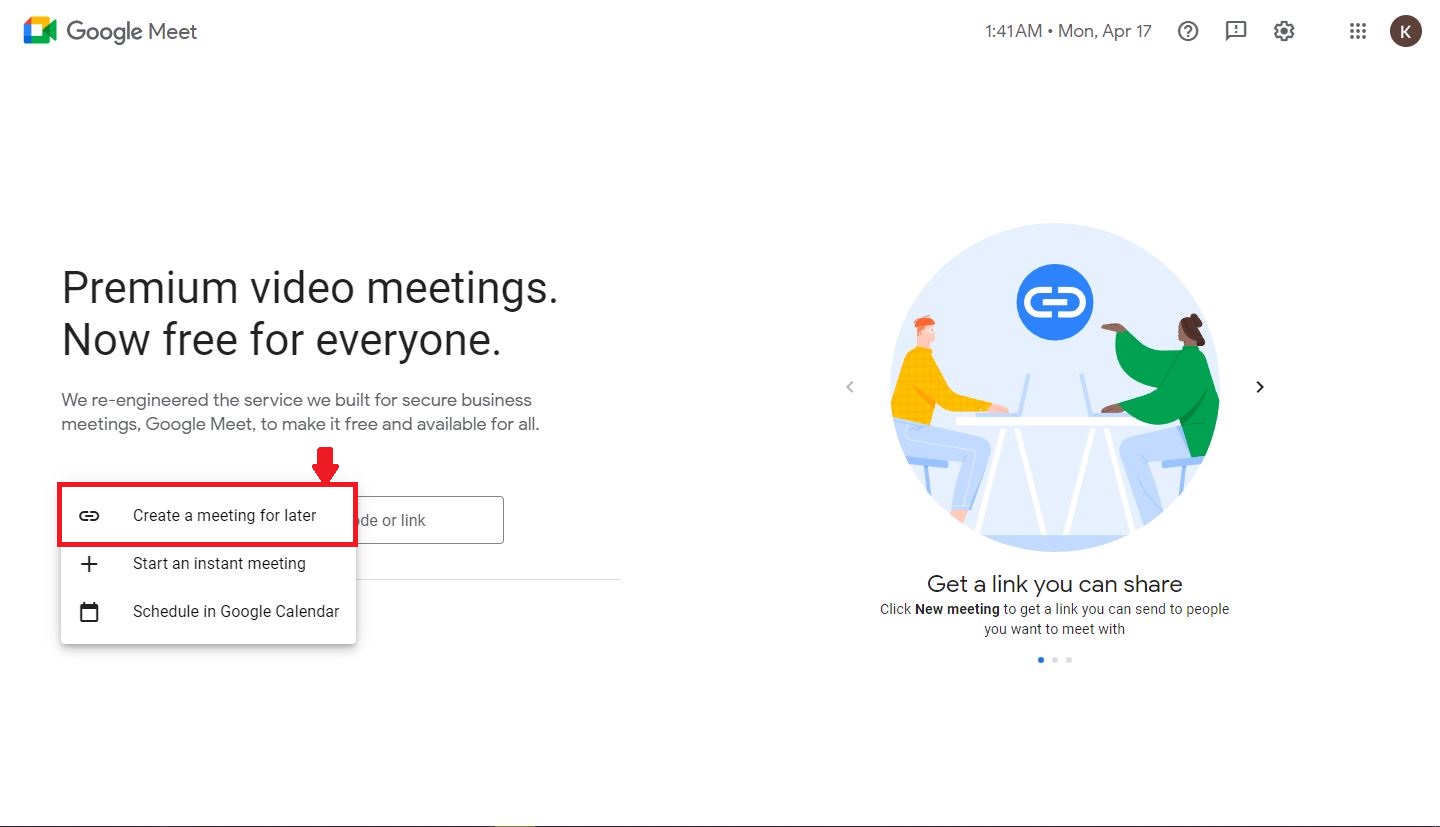 Google Meet
1:41 AM • Mon, Apr 17
K
Premium video meetings.
Now free for everyone.
We re-engineered the service we built for secure business
meetings, Google Meet, to make it free and available for all.
Create a meeting for later
or link
Start an instant meeting
Schedule in Google Calendar
Get a link you can share
Click New meeting to get a link you can send to people
you want to meet with